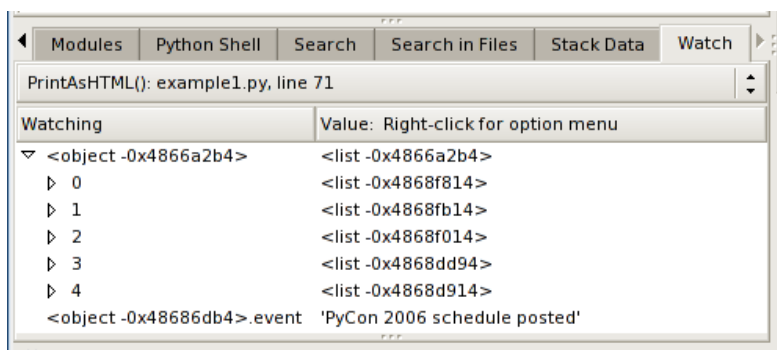 Modules Python Shell Search Search in Files Stack Data Watch
PrintAsHTML(): example1.py, line 71
Watching Value: Right-click for option menu
<object -0x4866a2b4> <list -0x4866a2b4>
0 <list -0x4868f814>
1 <list -0x4868fb14>
2 <list -0x4868f014>
3 <list -0x4868dd94>
4 <list -0x4868d914>
<object -0x48686db4>.event 'PyCon 2006 schedule posted'